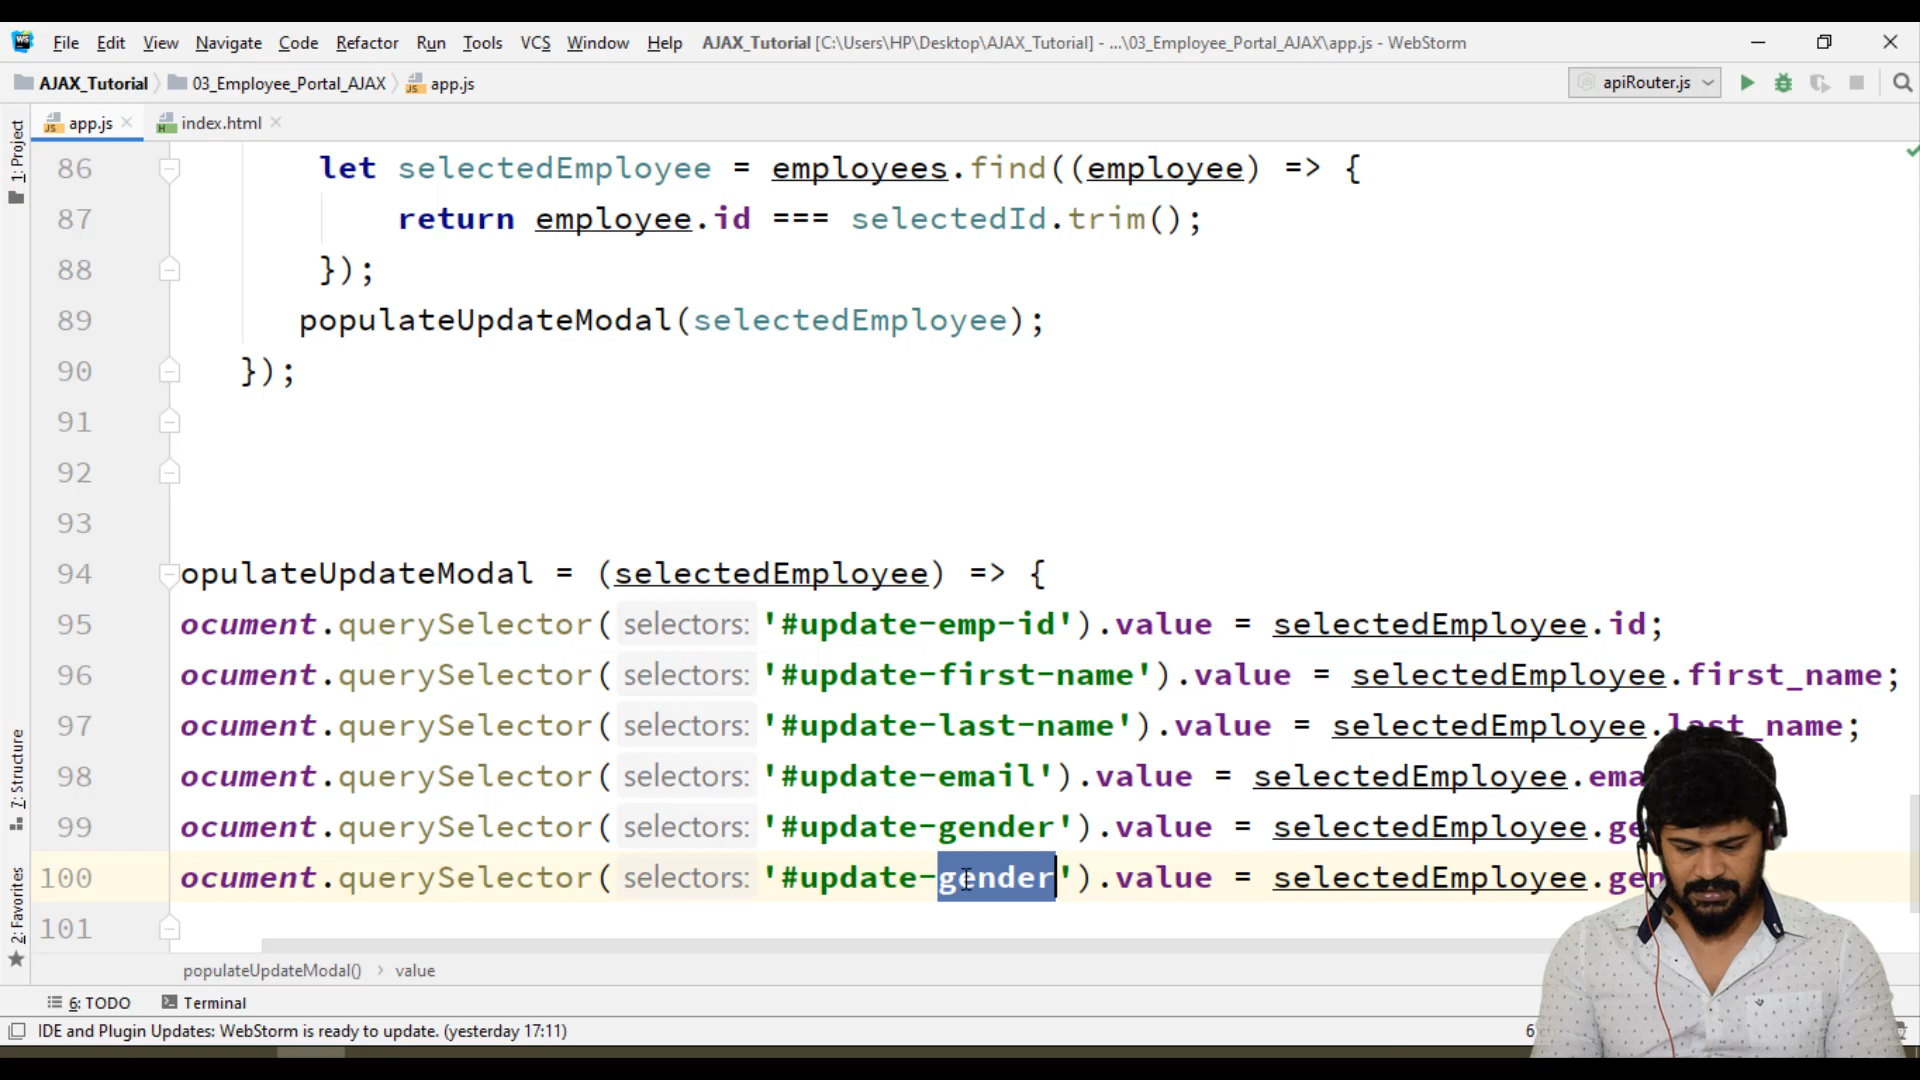 WS File Edit View Navigate Code Refactor Run Tools VCS Window Help AJAX_Tutorial [C:\Users\HP\Desktop\AJAX_Tutorial] - ...\03_Employee_Portal_AJAX\app.js - WebStorm
AJAX_Tutorial 03_Employee_Portal_AJAX JS app.js apiRouter.js
JS app.js H index.html
1: Project
7: Structure
2: Favorites
86 let selectedEmployee = employees.find((employee) => {
87 return employee.id === selectedId.trim();
88 });
89 populateUpdateModal(selectedEmployee);
90 });
91
92
93
94 opulateUpdateModal = (selectedEmployee) => {
95 ocument.querySelector( selectors: '#update-emp-id').value = selectedEmployee.id;
96 ocument.querySelector( selectors: '#update-first-name').value = selectedEmployee.first_name;
97 ocument.querySelector( selectors: '#update-last-name').value = selectedEmployee.last_name;
98 ocument.querySelector( selectors: '#update-email').value = selectedEmployee.ema
99 ocument.querySelector( selectors: '#update-gender').value = selectedEmployee.ge
100 ocument.querySelector( selectors: '#update-gender').value = selectedEmployee.gen
101
populateUpdateModal() › value
6: TODO Terminal
IDE and Plugin Updates: WebStorm is ready to update. (yesterday 17:11)